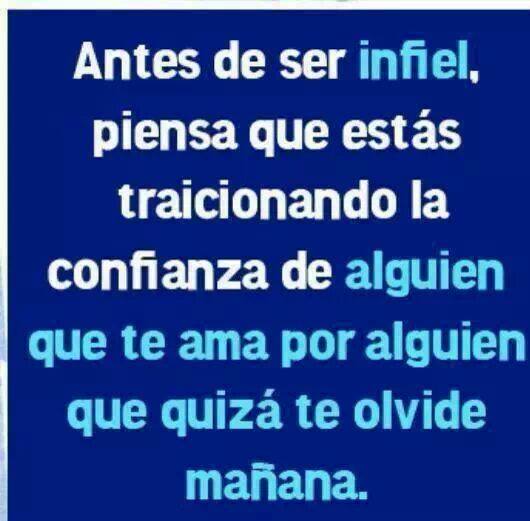 Antes de ser infiel,
piensa que estás
traicionando la
confianza de alguien
que te ama por alguien
que quizá te olvide
mañana.